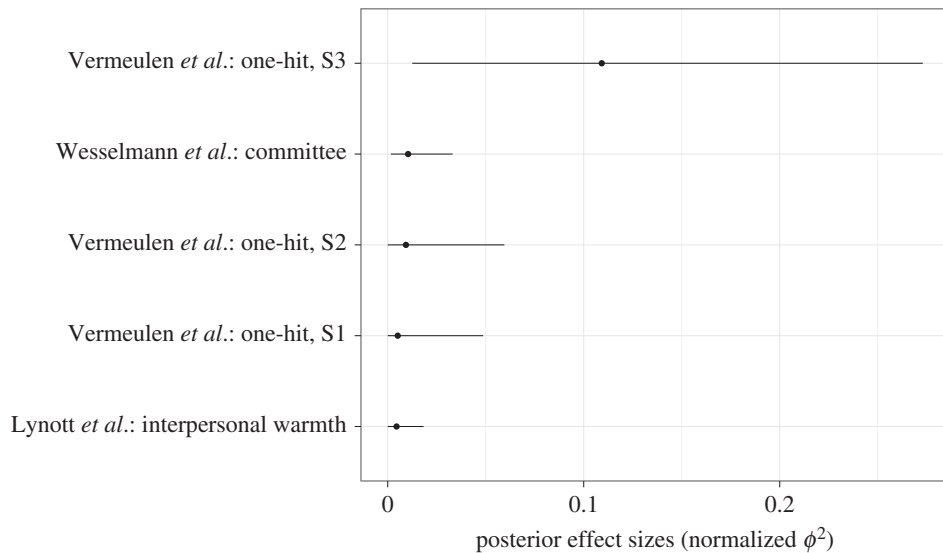 Vermeulen et al.: one-hit, S3
Wesselmann et al.: committee
Vermeulen et al.: one-hit, S2
Vermeulen et al.: one-hit, S1
Lynott et al.: interpersonal warmth
0 0.1 0.2
posterior effect sizes (normalized ϕ²)